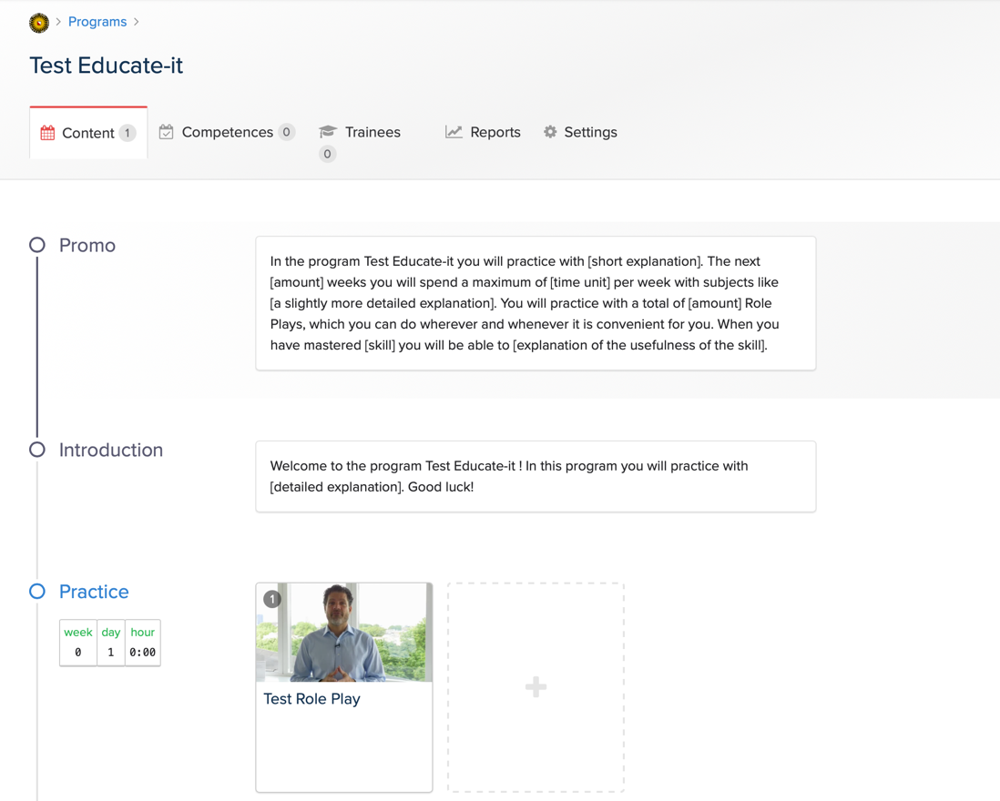 Programs
Test Educate-it
Content 1
Competences 0
Trainees
0
Reports
Settings
Promo
In the program Test Educate-it you will practice with [short explanation]. The next
[amount] weeks you will spend a maximum of [time unit] per week with subjects like
[a slightly more detailed explanation]. You will practice with a total of [amount] Role
Plays, which you can do wherever and whenever it is convenient for you. When you
have mastered [skill] you will be able to [explanation of the usefulness of the skill].
Introduction
Welcome to the program Test Educate-it ! In this program you will practice with
[detailed explanation]. Good luck!
Practice
week day hour
0 1 0:00
1
Test Role Play